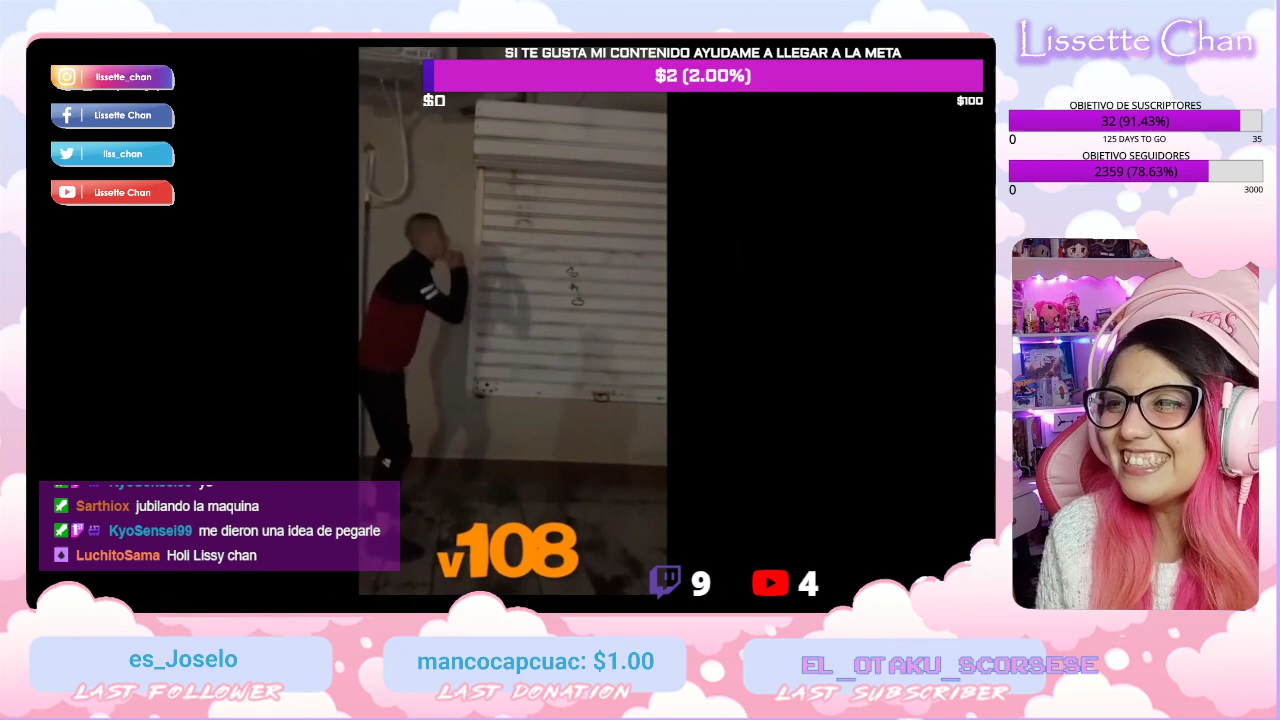 Lissette Chan
SI TE GUSTA MI CONTENIDO AYUDAME A LLEGAR A LA META
$2 (2.00%)
$0
$100
lissette_chan
Lissette Chan
liss_chan
Lissette Chan
OBJETIVO DE SUSCRIPTORES
32 (91.43%)
0
125 DAYS TO GO
35
OBJETIVO SEGUIDORES
2359 (78.63%)
0
3000
Sarthiox jubilando la maquina
KyoSensei99 me dieron una idea de pegarle
LuchitoSama Holi Lissy chan
v108
9
4
es_Joselo
LAST FOLLOWER
mancocapcuac: $1.00
LAST DONATION
EL_OTAKU_SCORSESE
LAST SUBSCRIBER